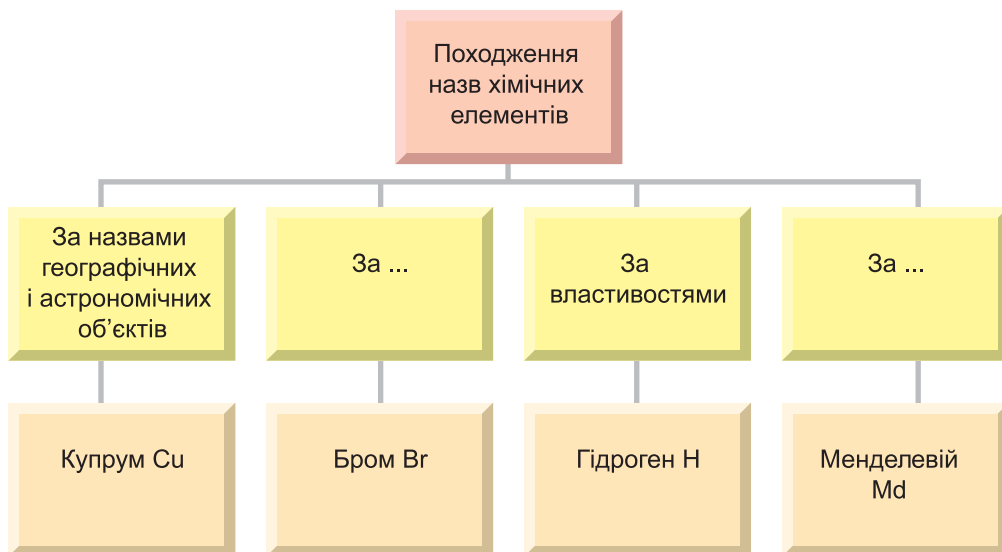 Походження
назв хімічних
елементів
За назвами
географічних
і астрономічних
об’єктів
За ...
За
властивостями
За ...
Купрум Cu
Бром Br
Гідроген H
Менделевій
Md